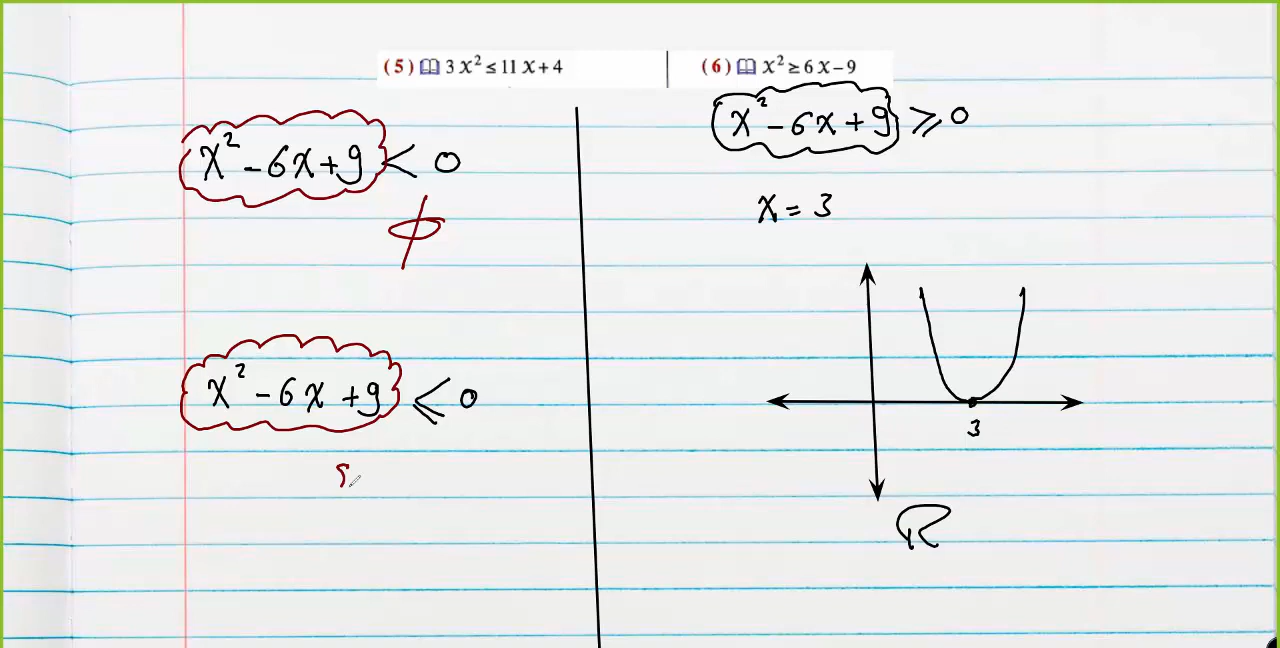 (5) 3x² ≤ 11x + 4
(6) x² ≥ 6x − 9
x² − 6x + 9 < 0
ϕ
x² − 6x + 9 ≤ 0
x² − 6x + 9 ≥ 0
x = 3
3
R